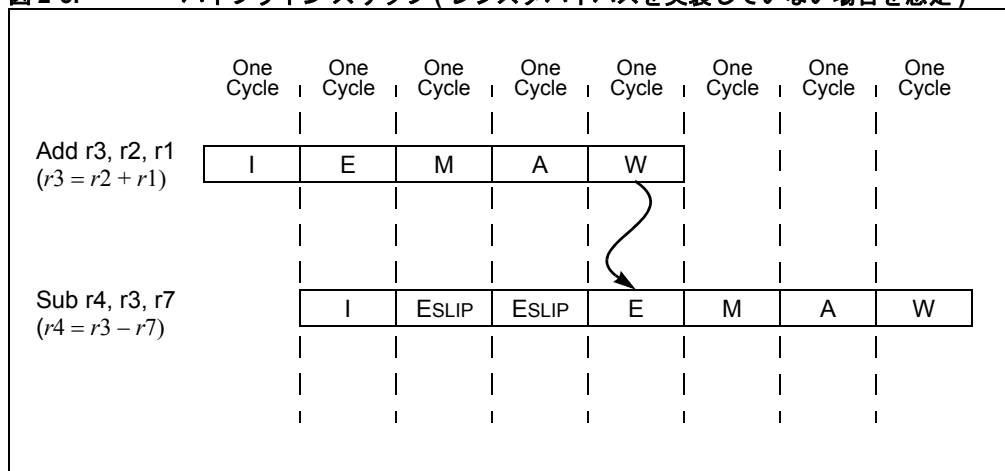 One Cycle One Cycle One Cycle One Cycle One Cycle One Cycle One Cycle One Cycle
Add r3, r2, r1
(r3 = r2 + r1)
I E M A W
Sub r4, r3, r7
(r4 = r3 – r7)
I ESLIP ESLIP E M A W